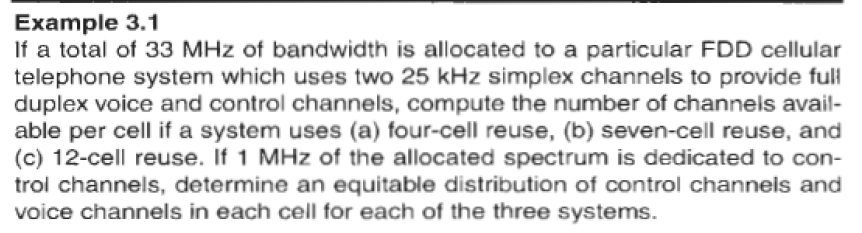 Example 3.1
If a total of 33 MHz of bandwidth is allocated to a particular FDD cellular
telephone system which uses two 25 kHz simplex channels to provide full
duplex voice and control channels, compute the number of channels avail-
able per cell if a system uses (a) four-cell reuse, (b) seven-cell reuse, and
(c) 12-cell reuse. If 1 MHz of the allocated spectrum is dedicated to con-
trol channels, determine an equitable distribution of control channels and
voice channels in each cell for each of the three systems.